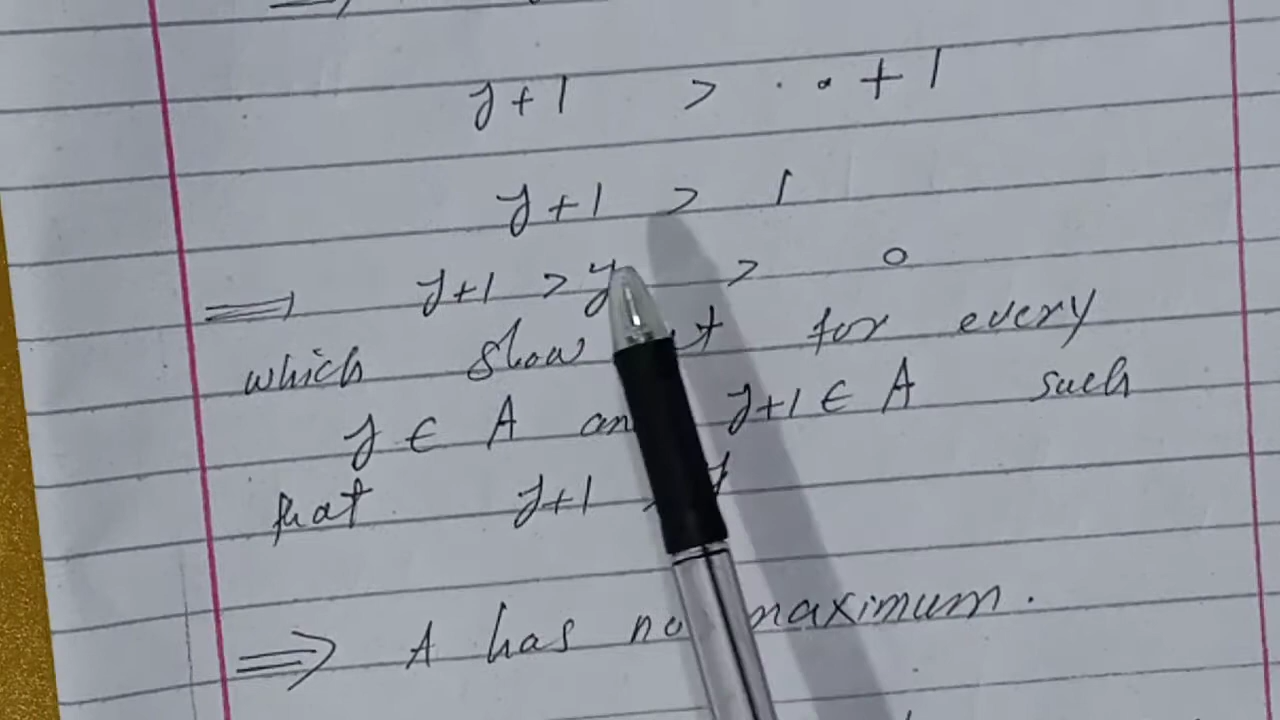 y+1 > 0 + 1
y+1 > 1
⟹ y+1 > y > 0
which show for every
y ∈ A y+1 ∈ A such
that y+1 > y
⟹ A has no maximum.